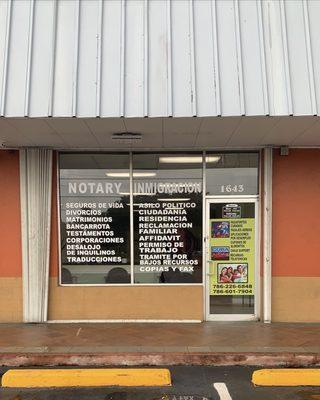 NOTARY
INMIGRACION
1643
SEGUROS DE VIDA
DIVORCIOS
MATRIMONIOS
BANCARROTA
TESTAMENTOS
CORPORACIONES
DESALOJO
DE INQUILINOS
TRADUCCIONES
ASILO POLITICO
CIUDADANIA
RESIDENCIA
RECLAMACION
FAMILIAR
AFFIDAVIT
PERMISO DE
TRABAJO
TRAMITE POR
BAJOS RECURSOS
COPIAS Y FAX
786-226-6848
786-601-7904